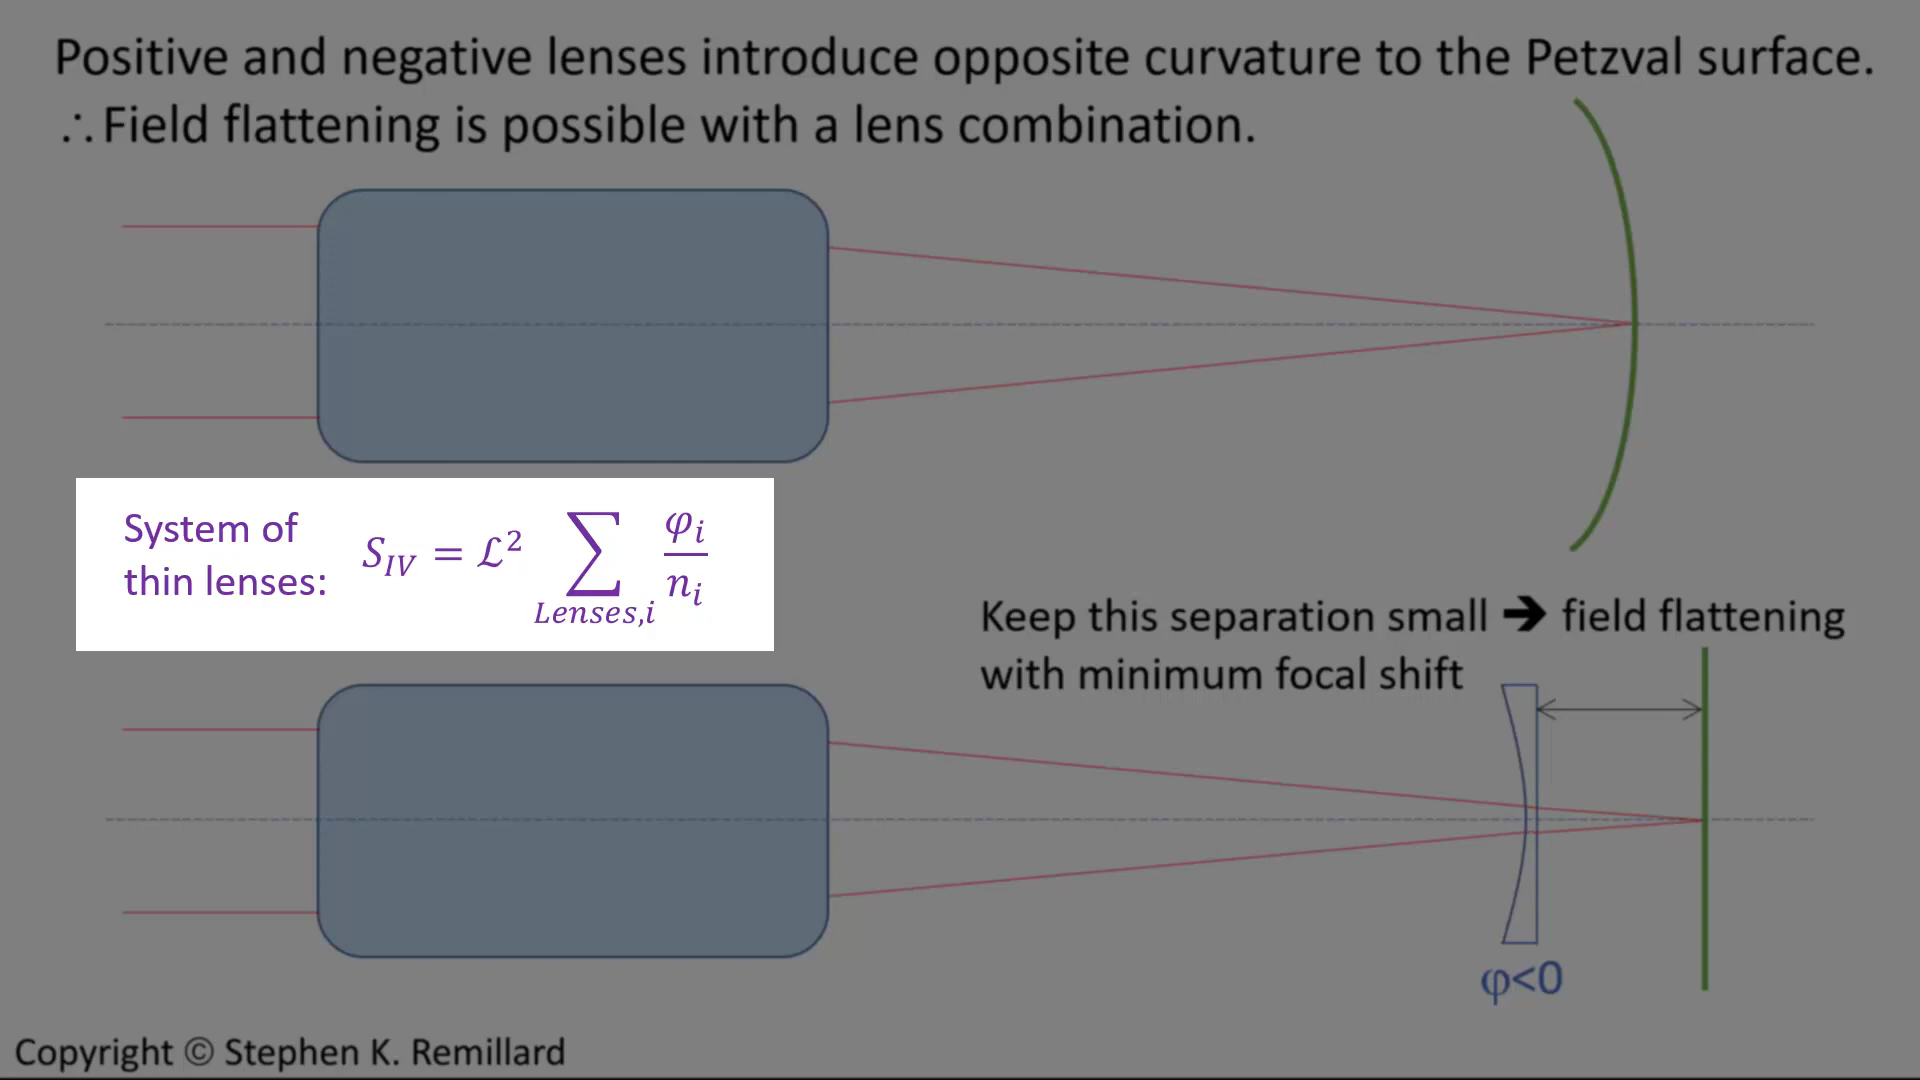 Positive and negative lenses introduce opposite curvature to the Petzval surface.
∴ Field flattening is possible with a lens combination.
System of
thin lenses:
S_{IV} = ℒ² ∑_{Lenses,i} φ_i / n_i
Keep this separation small ➔ field flattening
with minimum focal shift
φ<0
Copyright © Stephen K. Remillard